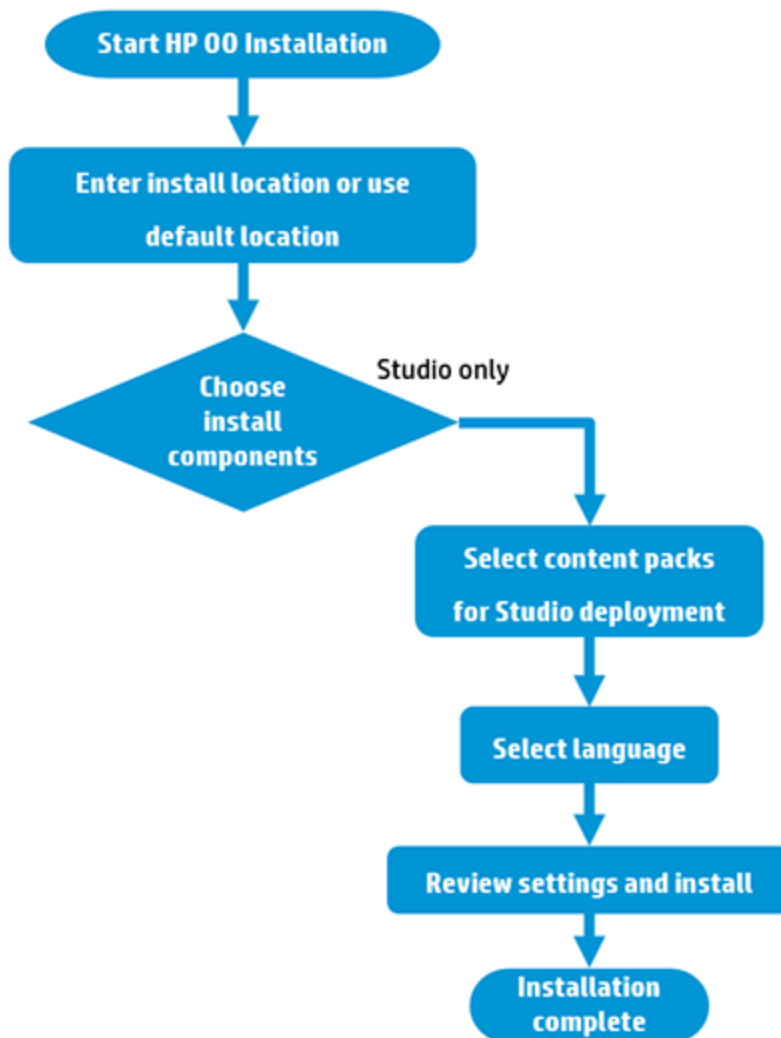 Start HP OO Installation
Enter install location or use
default location
Studio only
Choose
install
components
Select content packs
for Studio deployment
Select language
Review settings and install
Installation
complete